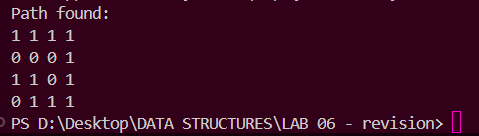 Path found:
1 1 1 1
0 0 0 1
1 1 0 1
0 1 1 1
PS D:\Desktop\DATA STRUCTURES\LAB 06 - revision>